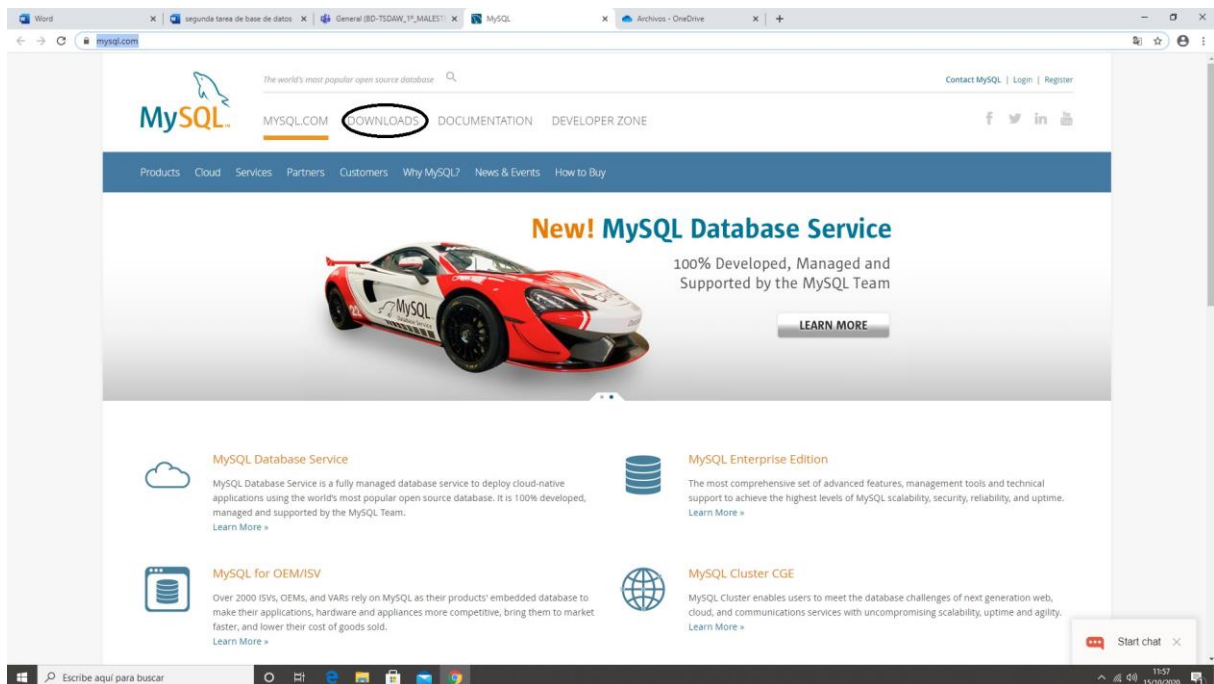 Word
segunda tarea de base de datos
General (BD-TSDAW_1º_MALEST
MySQL
Archivos - OneDrive
mysql.com
The world's most popular open source database
Contact MySQL | Login | Register
MySQL
MYSQL.COM DOWNLOADS DOCUMENTATION DEVELOPER ZONE
Products Cloud Services Partners Customers Why MySQL? News & Events How to Buy
New! MySQL Database Service
100% Developed, Managed and
Supported by the MySQL Team
LEARN MORE
MySQL
Database Service
MySQL Database Service
MySQL Database Service is a fully managed database service to deploy cloud-native
applications using the world's most popular open source database. It is 100% developed,
managed and supported by the MySQL Team.
Learn More »
MySQL Enterprise Edition
The most comprehensive set of advanced features, management tools and technical
support to achieve the highest levels of MySQL scalability, security, reliability, and uptime.
Learn More »
MySQL for OEM/ISV
Over 2000 ISVs, OEMs, and VARs rely on MySQL as their products' embedded database to
make their applications, hardware and appliances more competitive, bring them to market
faster, and lower their cost of goods sold.
Learn More »
MySQL Cluster CGE
MySQL Cluster enables users to meet the database challenges of next generation web,
cloud, and communications services with uncompromising scalability, uptime and agility.
Learn More »
Start chat
Escribe aquí para buscar
11:57
15/10/2020